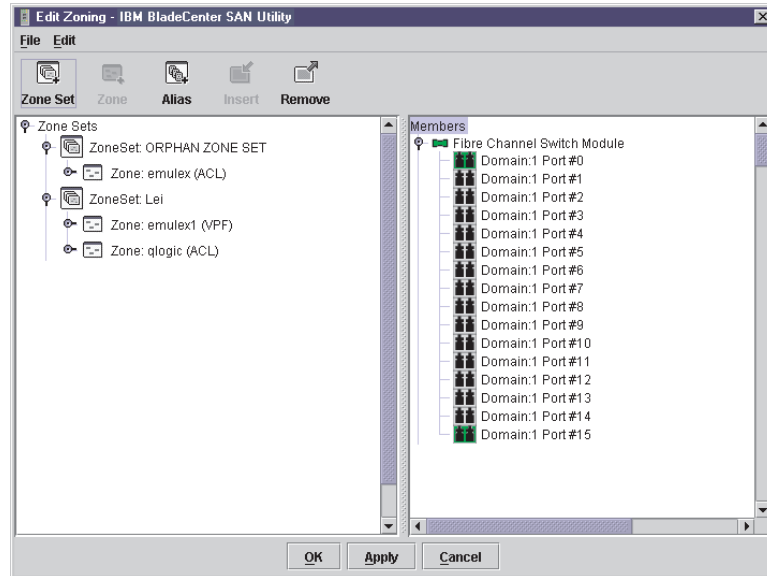 Edit Zoning - IBM BladeCenter SAN Utility
File Edit
Zone Set Zone Alias Insert Remove
Zone Sets
ZoneSet: ORPHAN ZONE SET
Zone: emulex (ACL)
ZoneSet: Lei
Zone: emulex1 (VPF)
Zone: qlogic (ACL)
Members
Fibre Channel Switch Module
Domain:1 Port#0
Domain:1 Port#1
Domain:1 Port#2
Domain:1 Port#3
Domain:1 Port#4
Domain:1 Port#5
Domain:1 Port#6
Domain:1 Port#7
Domain:1 Port#8
Domain:1 Port#9
Domain:1 Port#10
Domain:1 Port#11
Domain:1 Port#12
Domain:1 Port#13
Domain:1 Port#14
Domain:1 Port#15
OK Apply Cancel